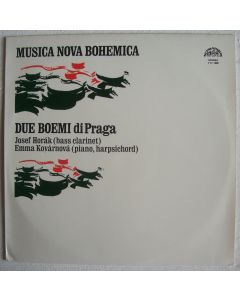 MUSICA NOVA BOHEMICA
DUE BOEMI di Praga
Josef Horák (bass clarinet)
Emma Kovárnová (piano, harpsichord)